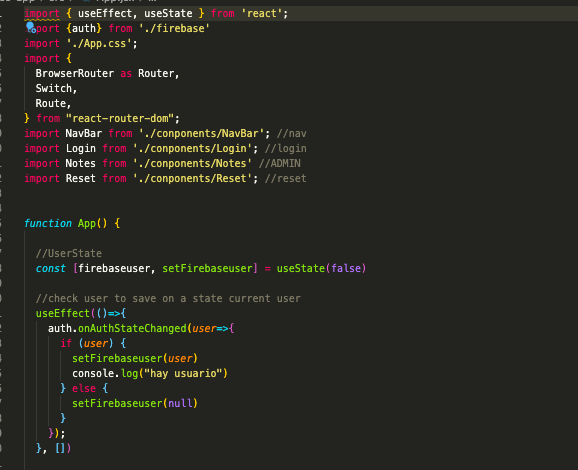 import { useEffect, useState } from 'react';
import {auth} from './firebase'
import './App.css';
import {
BrowserRouter as Router,
Switch,
Route,
} from "react-router-dom";
import NavBar from './conponents/NavBar'; //nav
import Login from './conponents/Login'; //login
import Notes from './conponents/Notes' //ADMIN
import Reset from './conponents/Reset'; //reset
function App() {
//UserState
const [firebaseuser, setFirebaseuser] = useState(false)
//check user to save on a state current user
useEffect(()=>{
auth.onAuthStateChanged(user=>{
if (user) {
setFirebaseuser(user)
console.log("hay usuario")
} else {
setFirebaseuser(null)
}
});
}, [])